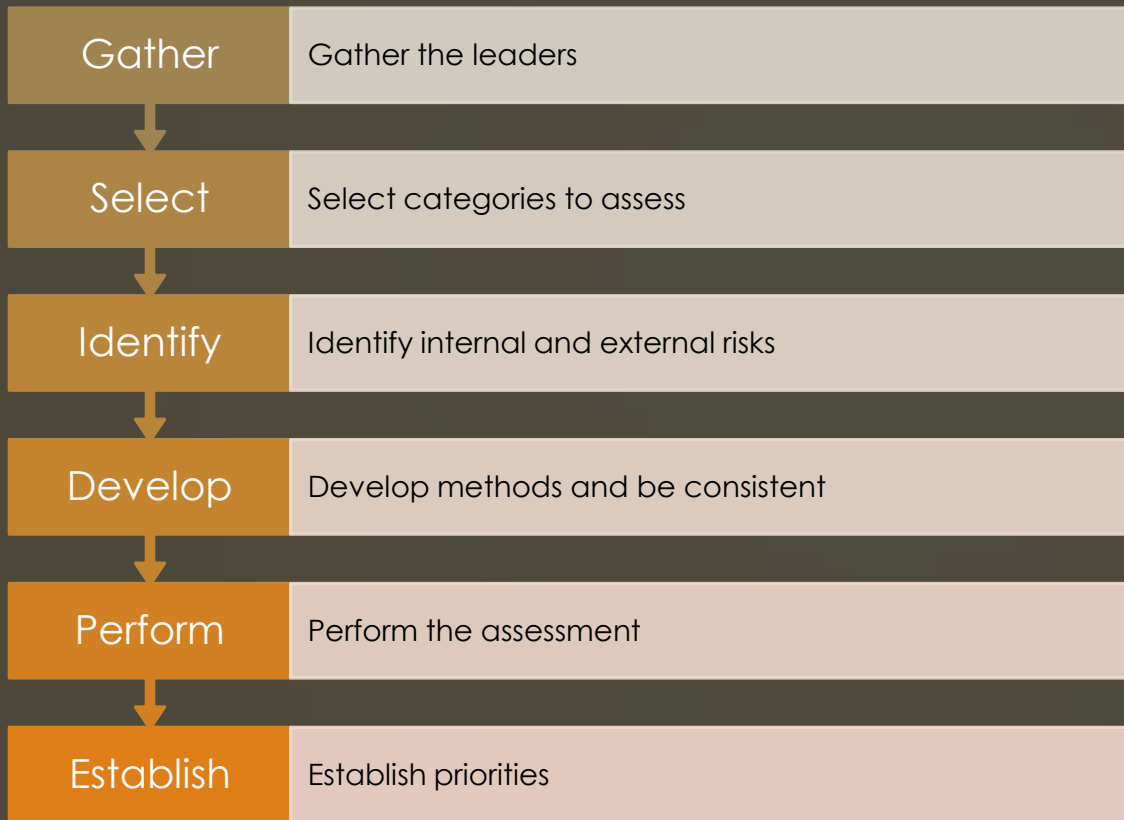 Gather
Gather the leaders
Select
Select categories to assess
Identify
Identify internal and external risks
Develop
Develop methods and be consistent
Perform
Perform the assessment
Establish
Establish priorities